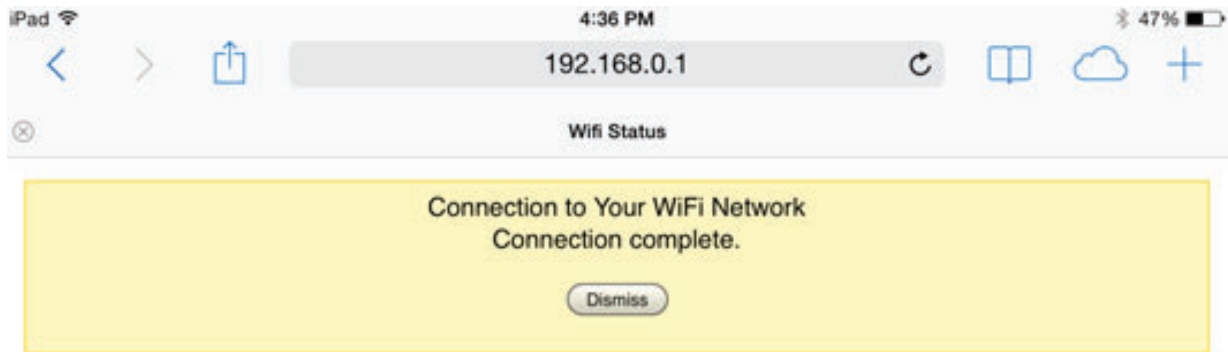 iPad 4:36 PM 47%
192.168.0.1
Wifi Status
Connection to Your WiFi Network
Connection complete.
Dismiss